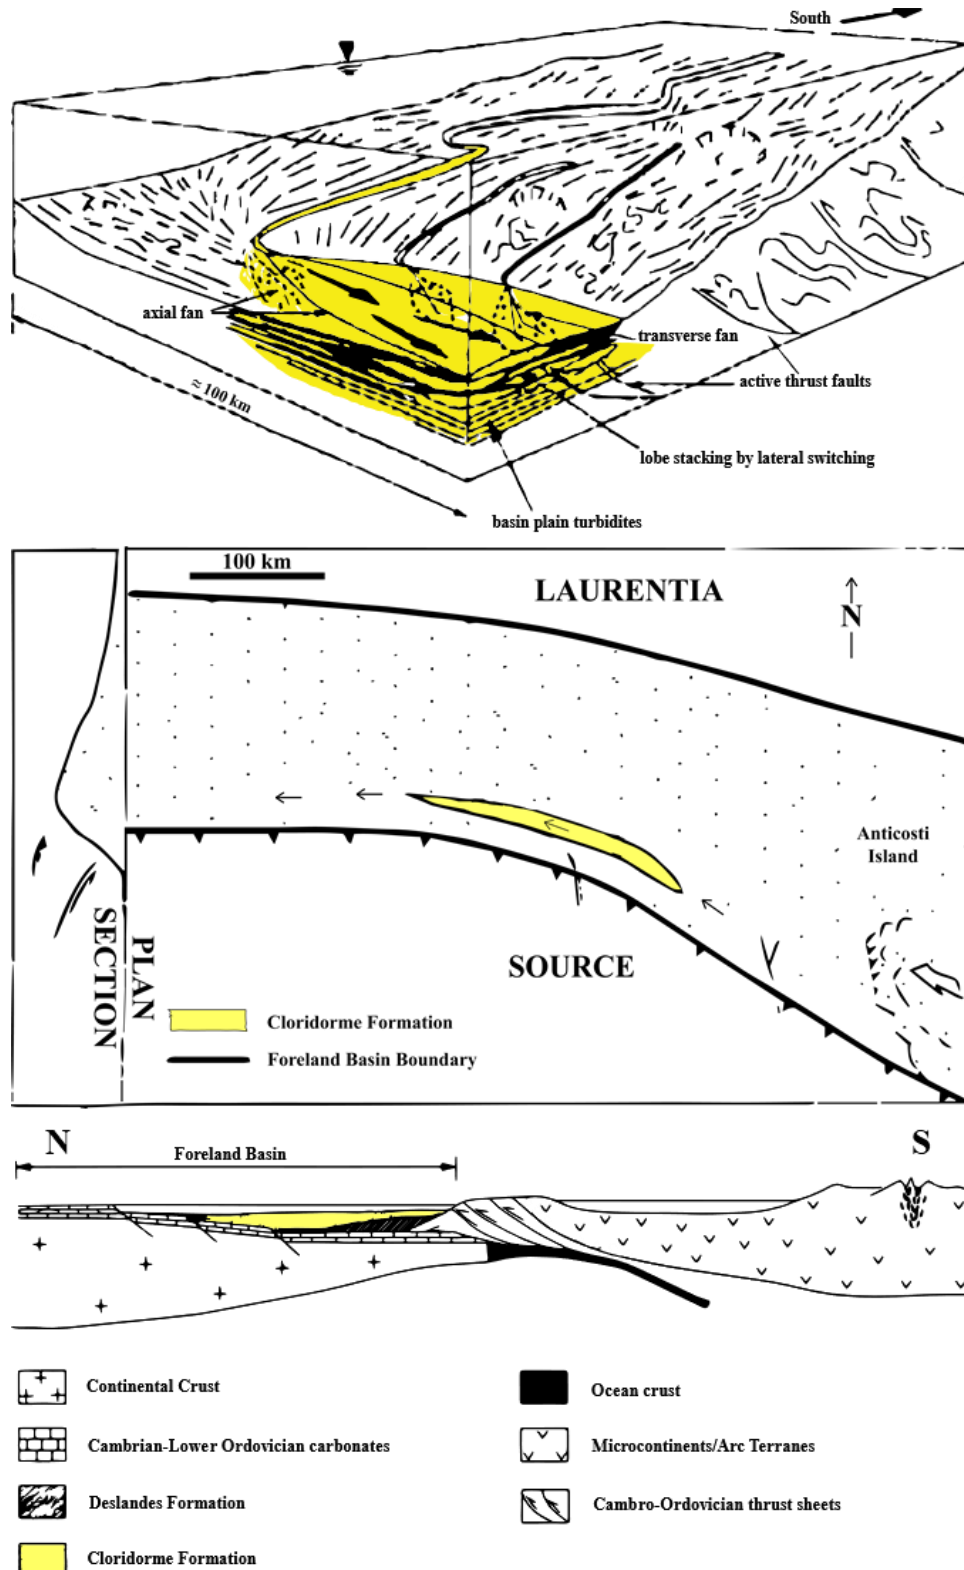 South
axial fan
transverse fan
active thrust faults
≈ 100 km
lobe stacking by lateral switching
basin plain turbidites
100 km
LAURENTIA
N
Anticosti
Island
SECTION
PLAN
SOURCE
Cloridorme Formation
Foreland Basin Boundary
N
Foreland Basin
S
Continental Crust
Ocean crust
Cambrian-Lower Ordovician carbonates
Microcontinents/Arc Terranes
Deslandes Formation
Cambro-Ordovician thrust sheets
Cloridorme Formation